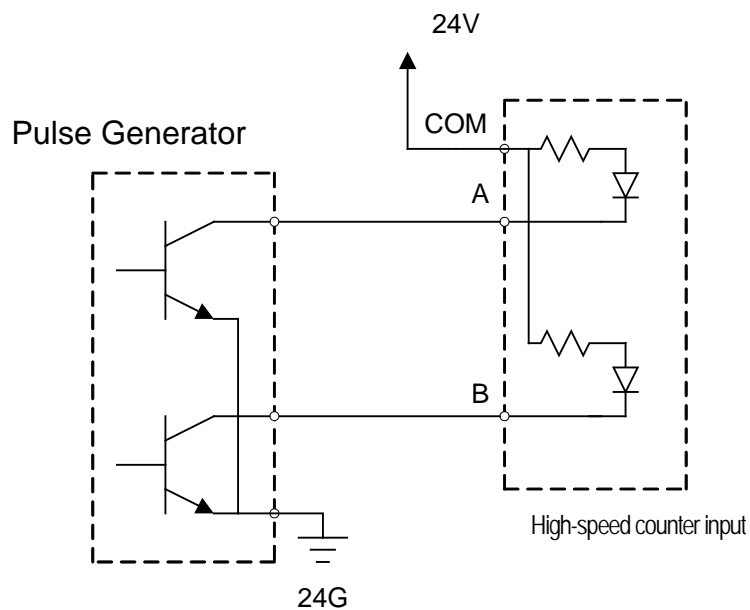 24V
Pulse Generator
COM
A
B
High-speed counter input
24G